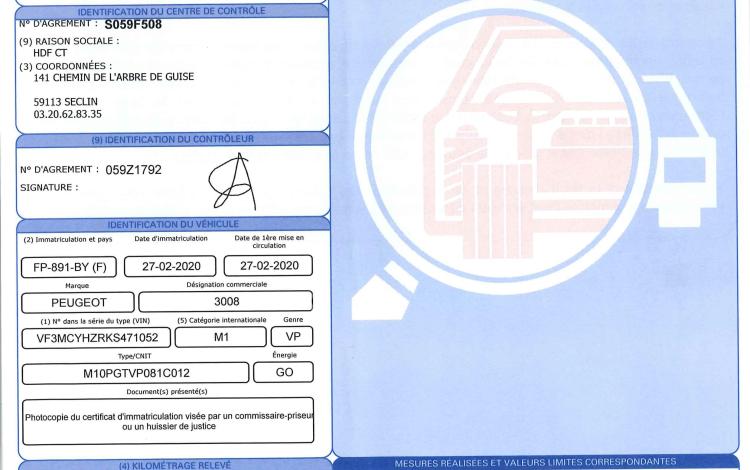 IDENTIFICATION DU CENTRE DE CONTRÔLE
N° D'AGREMENT : S059F508
(9) RAISON SOCIALE :
HDF CT
(3) COORDONNÉES :
141 CHEMIN DE L'ARBRE DE GUISE
59113 SECLIN
03.20.62.83.35
(9) IDENTIFICATION DU CONTRÔLEUR
N° D'AGREMENT : 059Z1792
SIGNATURE :
IDENTIFICATION DU VÉHICULE
(2) Immatriculation et pays Date d'immatriculation Date de 1ère mise en circulation
FP-891-BY (F) 27-02-2020 27-02-2020
Marque Désignation commerciale
PEUGEOT 3008
(1) N° dans la série du type (VIN) (5) Catégorie internationale Genre
VF3MCYHZRKS471052 M1 VP
Type/CNIT Énergie
M10PGTVP081C012 GO
Document(s) présenté(s)
Photocopie du certificat d'immatriculation visée par un commissaire-priseur
ou un huissier de justice
(4) KILOMÉTRAGE RELEVÉ
MESURES RÉALISÉES ET VALEURS LIMITES CORRESPONDANTES